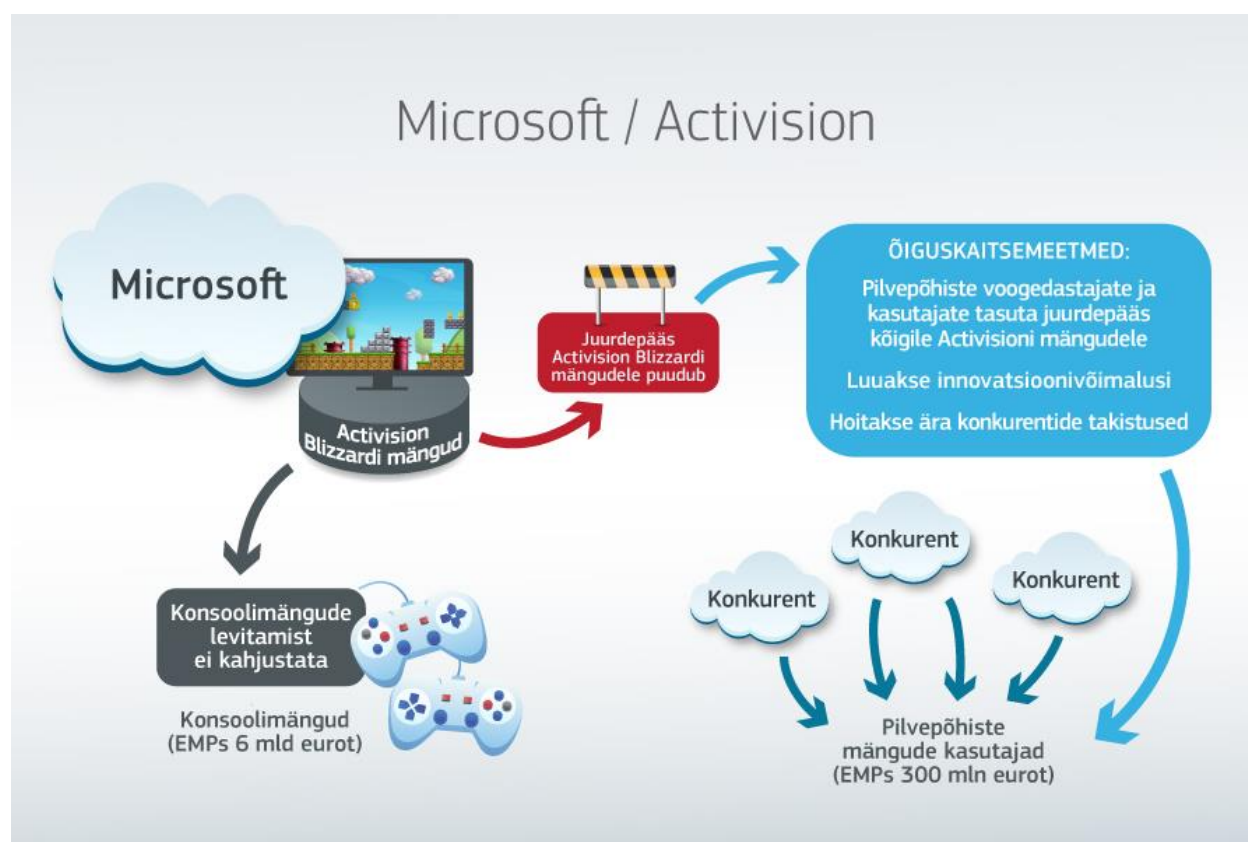 Microsoft / Activision
Microsoft
Activision
Blizzardi mängud
Juurdepääs
Activision Blizzardi
mängudele puudub
ÕIGUSKAITSEMEETMED:
Pilvepõhiste voogedastajate ja
kasutajate tasuta juurdepääs
kõigile Activisioni mängudele
Luuakse innovatsioonivõimalusi
Hoitakse ära konkurentide takistused
Konsoolimängude
levitamist
ei kahjustata
Konsoolimängud
(EMPs 6 mld eurot)
Konkurent
Konkurent
Konkurent
Pilvepõhiste
mängude kasutajad
(EMPs 300 mln eurot)